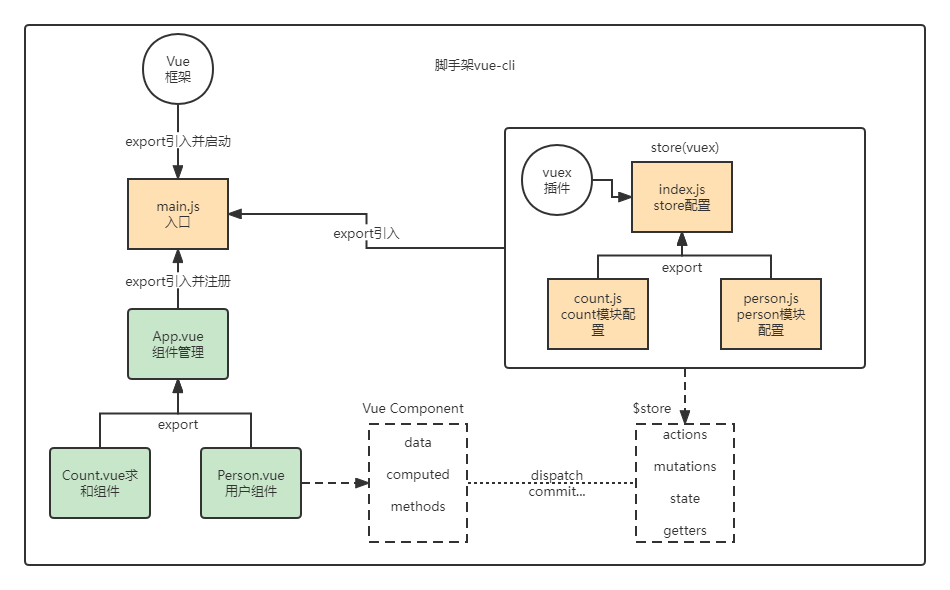 Vue
框架
脚手架vue-cli
export引入并启动
store(vuex)
vuex
插件
index.js
store配置
main.js
入口
export引入
export
export引入并注册
count.js
count模块配
置
person.js
person模块
配置
App.vue
组件管理
export
Vue Component
$store
Count.vue求
和组件
Person.vue
用户组件
data
computed
methods
dispatch
commit...
actions
mutations
state
getters